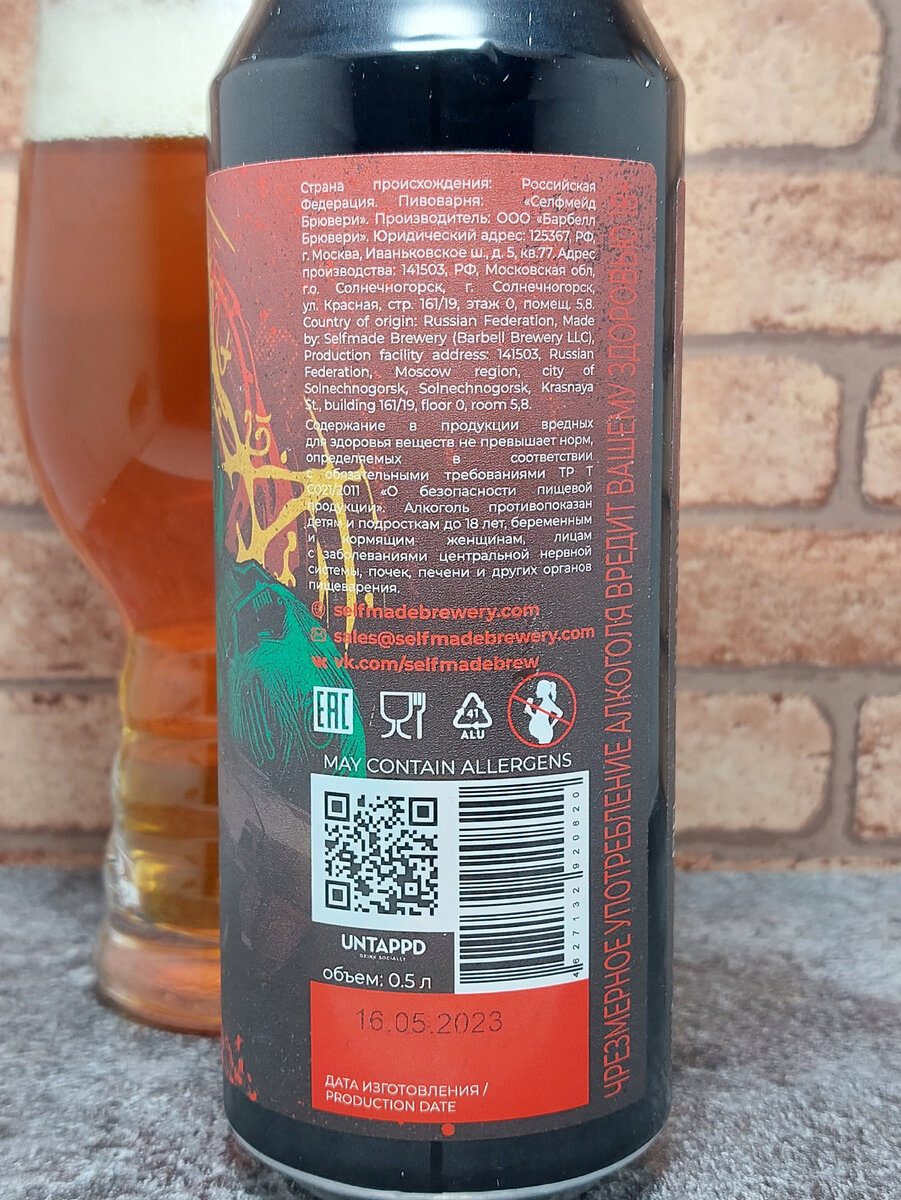 Страна происхождения: Российская
Федерация. Пивоварня: «Селфмейд
Брювери». Производитель: ООО «Барбелл
Брювери». Юридический адрес: 125367, РФ,
г. Москва, Иваньковское ш., д. 5, кв.77. Адрес
производства: 141503, РФ, Московская обл,
г.о. Солнечногорск, г. Солнечногорск,
ул. Красная, стр. 161/19, этаж 0, помещ. 5,8.
Country of origin: Russian Federation, Made
by: Selfmade Brewery (Barbell Brewery LLC),
Production facility address: 141503, Russian
Federation, Moscow region, city of
Solnechnogorsk, Solnechnogorsk, Krasnaya
St., building 161/19, floor 0, room 5,8.
Содержание в продукции вредных
для здоровья веществ не превышает норм,
определяемых в соответствии
с обязательными требованиями ТР Т
С021/2011 «О безопасности пищевой
продукции». Алкоголь противопоказан
детям и подросткам до 18 лет, беременным
и кормящим женщинам, лицам
с заболеваниями центральной нервной
системы, почек, печени и других органов
пищеварения.
selfmadebrewery.com
sales@selfmadebrewery.com
vk.com/selfmadebrew
EAC
41
ALU
MAY CONTAIN ALLERGENS
4627132920620
UNTAPPD
DRINK SOCIALLY
объем: 0.5 л
16.05.2023
ДАТА ИЗГОТОВЛЕНИЯ /
PRODUCTION DATE
ЧРЕЗМЕРНОЕ УПОТРЕБЛЕНИЕ АЛКОГОЛЯ ВРЕДИТ ВАШЕМУ ЗДОРОВЬЮ